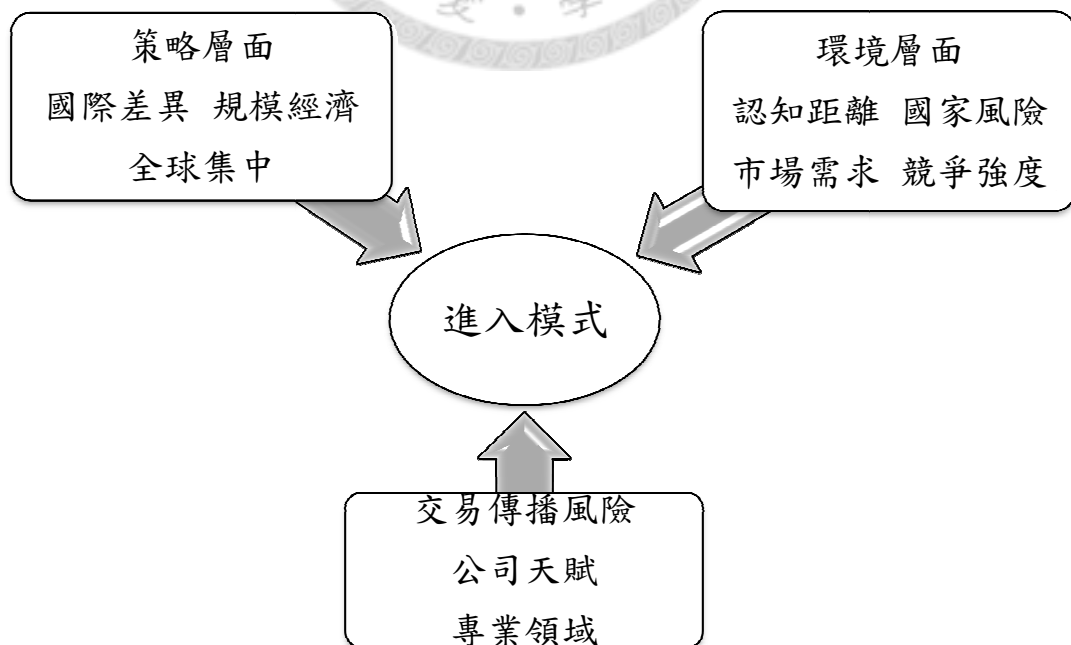 策略層面
國際差異 規模經濟
全球集中
環境層面
認知距離 國家風險
市場需求 競爭強度
進入模式
交易傳播風險
公司天賦
專業領域